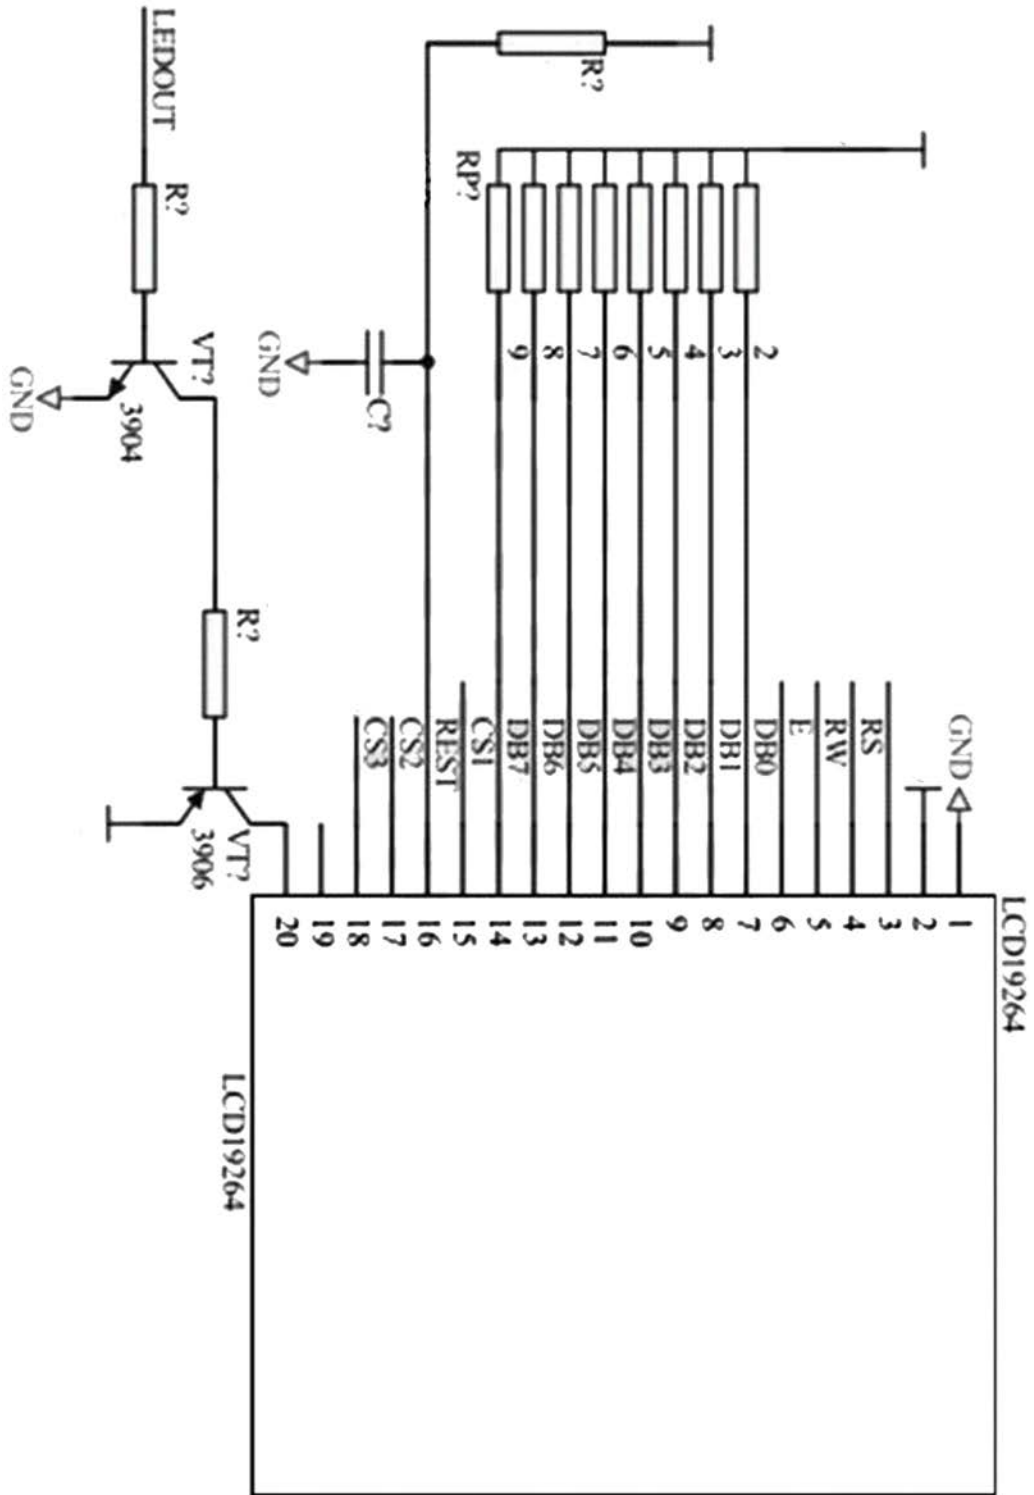 LCD19264
GND
1
2
RS
3
RW
4
E
5
6
DB0
7
DB1
8
DB2
9
DB3
10
DB4
11
DB5
12
DB6
13
DB7
14
CS1
15
REST
16
CS2
17
CS3
18
19
20
2
3
4
5
6
7
8
9
RP?
R?
C?
GND
R?
VT?
3906
VT?
3904
R?
GND
LEDOUT
LCD19264